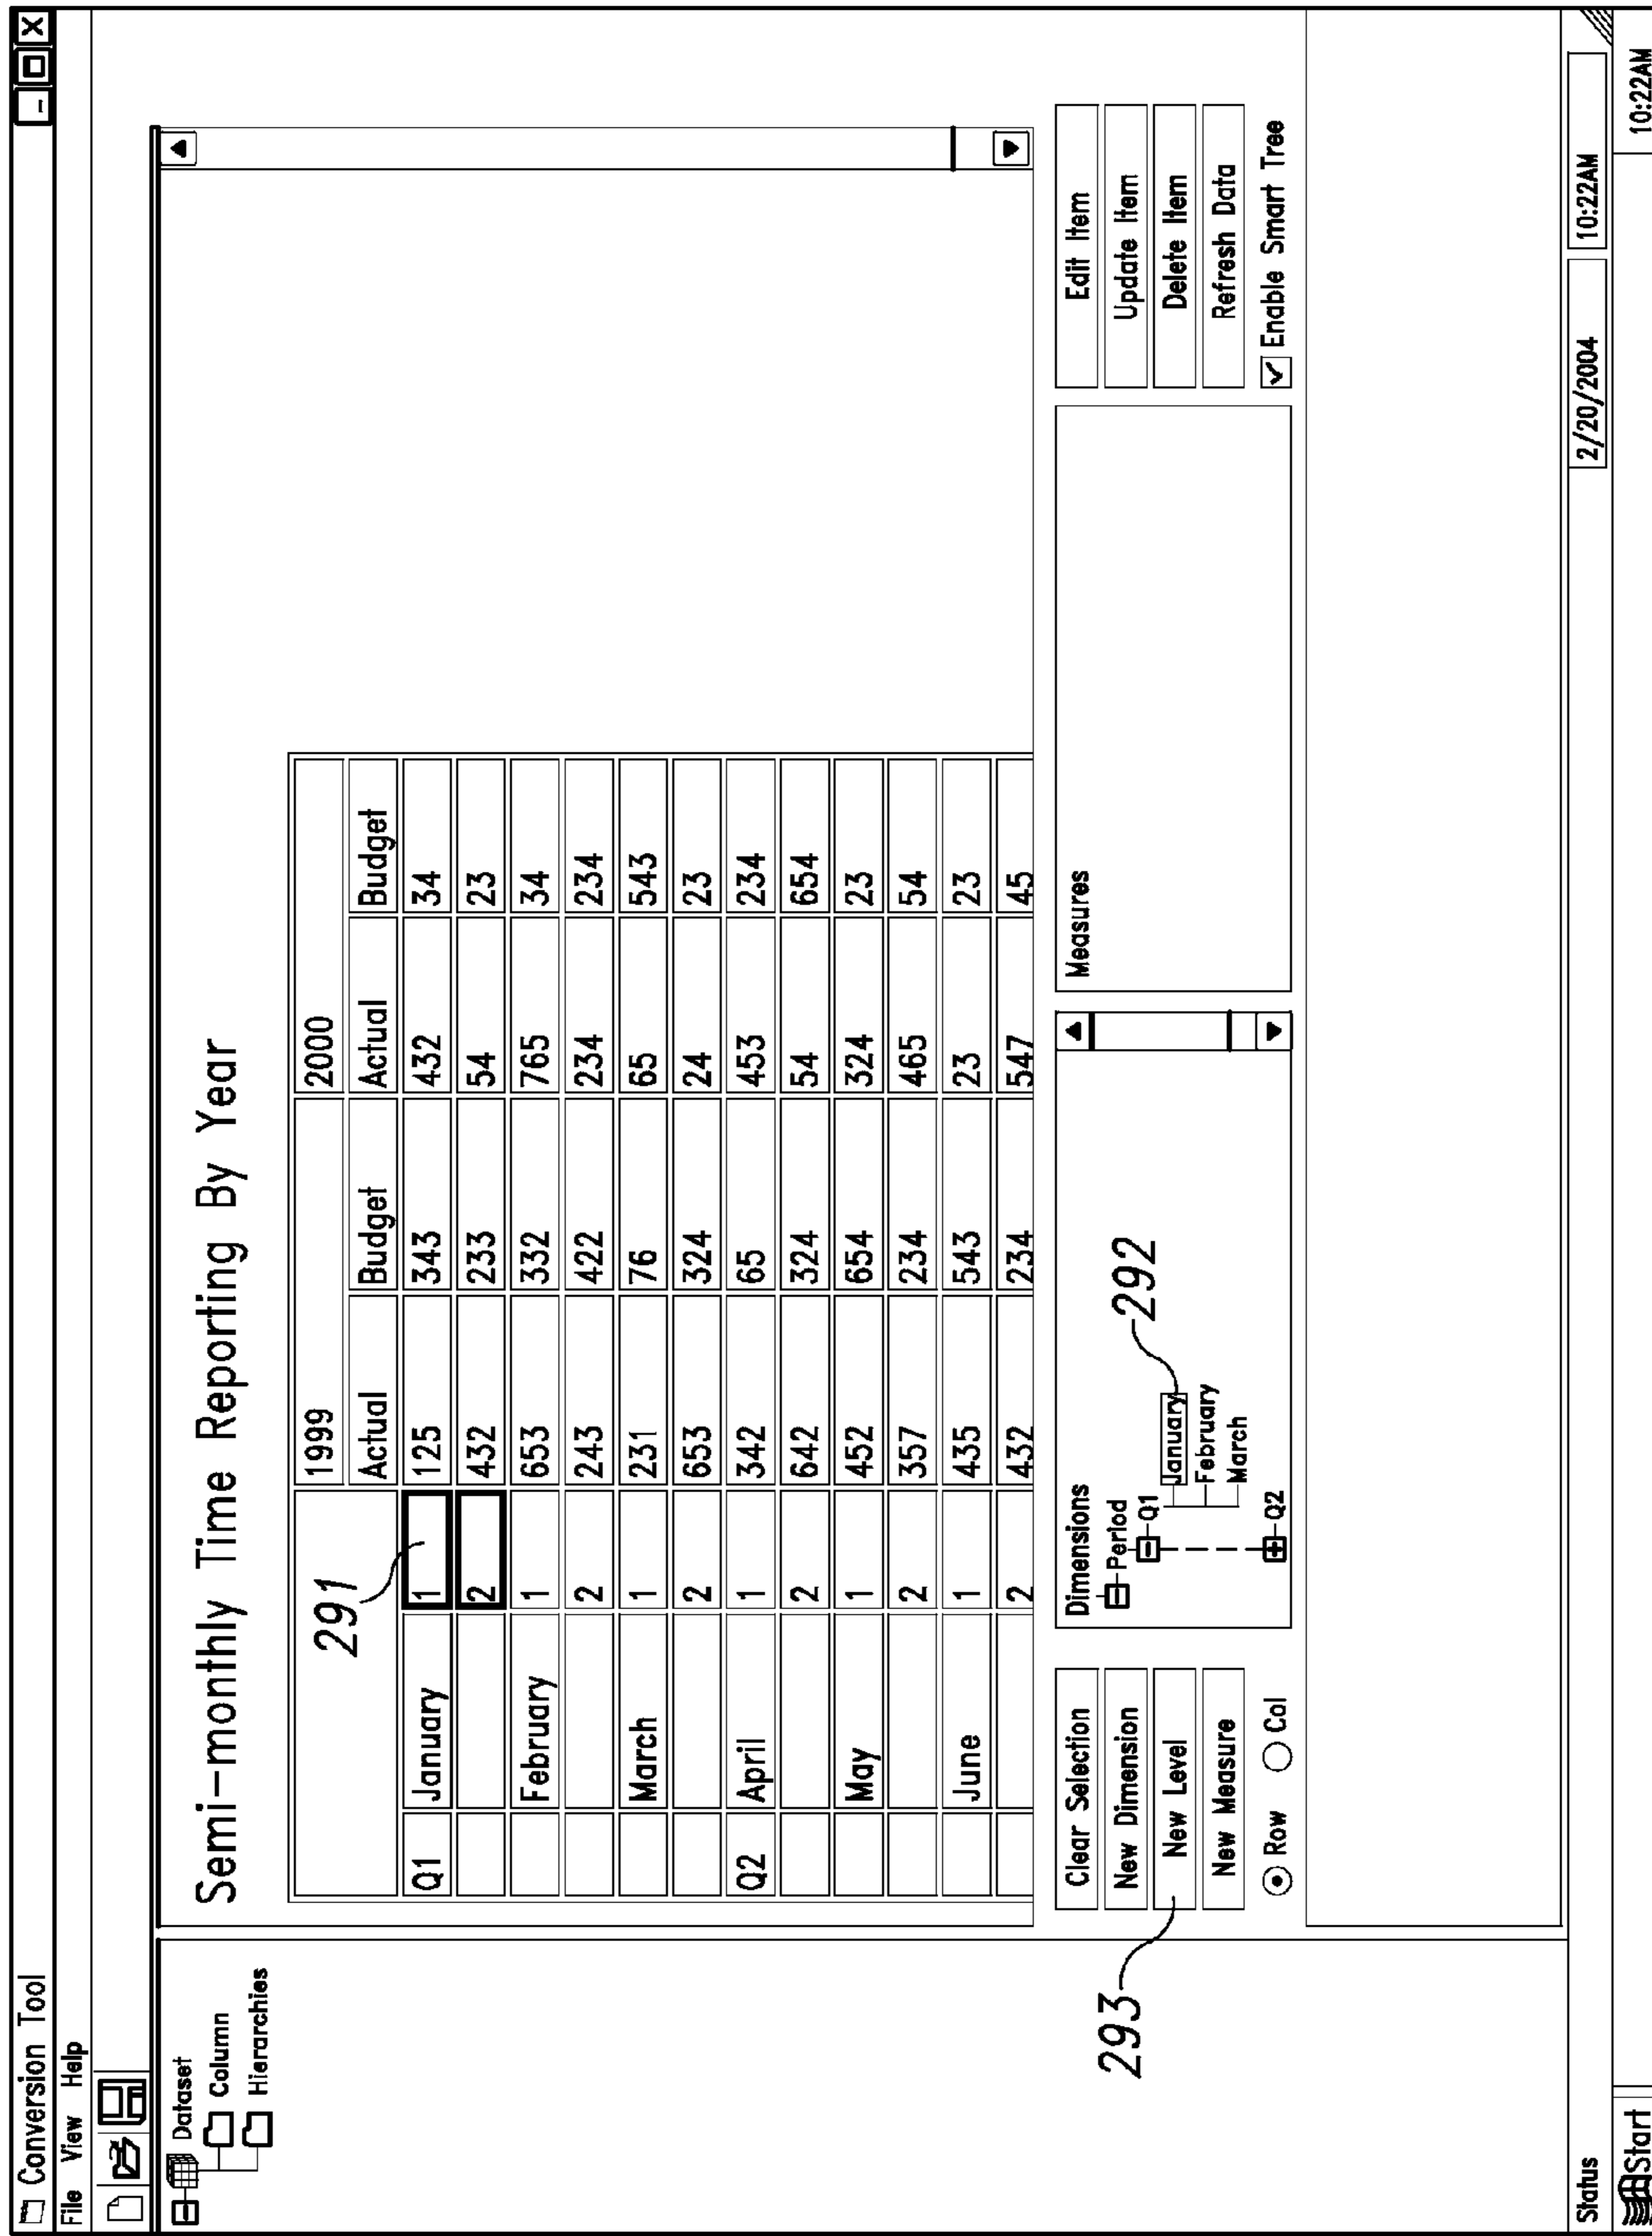 Conversion Tool
File View Help
Dataset
Column
Hierarchies
Semi-monthly Time Reporting By Year
291
1999 2000
Actual Budget Actual Budget
Q1 January 1 125 343 432 34
2 432 233 54 23
February 1 653 332 765 34
2 243 422 234 234
March 1 231 76 65 543
2 653 324 24 23
Q2 April 1 342 65 453 234
2 642 324 54 654
May 1 452 654 324 23
2 357 234 465 54
June 1 435 543 23 23
2 432 234 547 45
293
Clear Selection
New Dimension
New Level
New Measure
Row Col
Dimensions
Period
Q1
January
292
February
March
Q2
Measures
Edit Item
Update Item
Delete Item
Refresh Data
Enable Smart Tree
Status 2/20/2004 10:22AM
Start 10:22AM